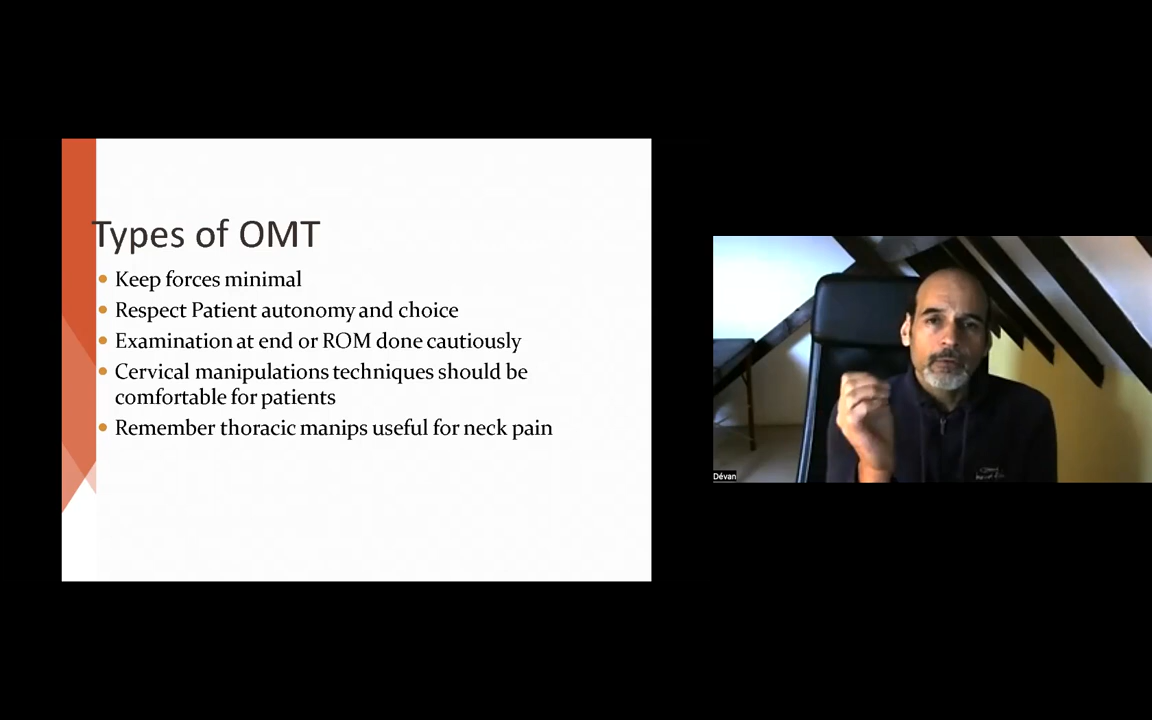 Types of OMT
Keep forces minimal
Respect Patient autonomy and choice
Examination at end or ROM done cautiously
Cervical manipulations techniques should be
comfortable for patients
Remember thoracic manips useful for neck pain
Dévan